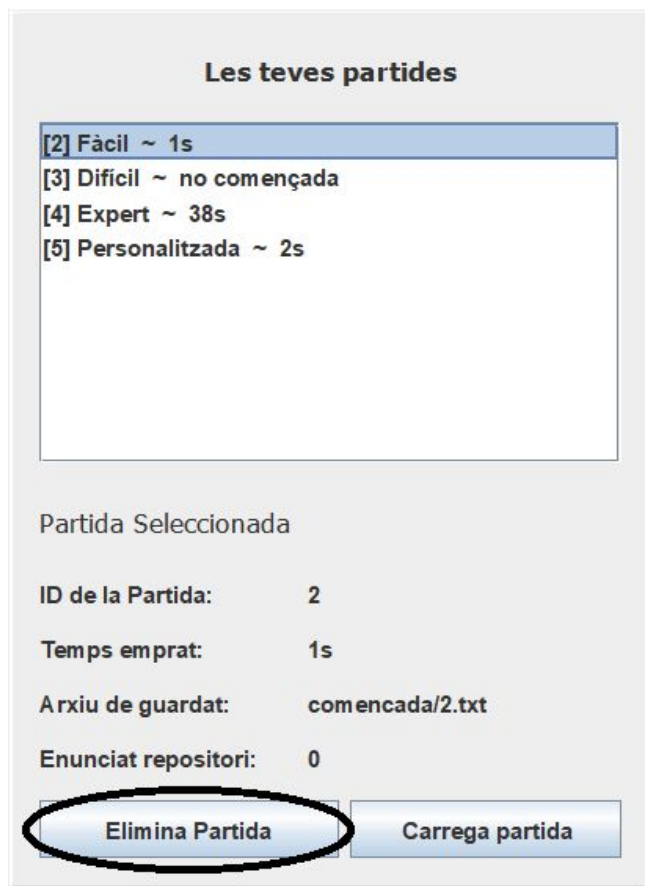 Les teves partides
[2] Fàcil ~ 1s
[3] Difícil ~ no començada
[4] Expert ~ 38s
[5] Personalitzada ~ 2s
Partida Seleccionada
ID de la Partida: 2
Temps emprat: 1s
Arxiu de guardat: comencada/2.txt
Enunciat repositori: 0
Elimina Partida Carrega partida